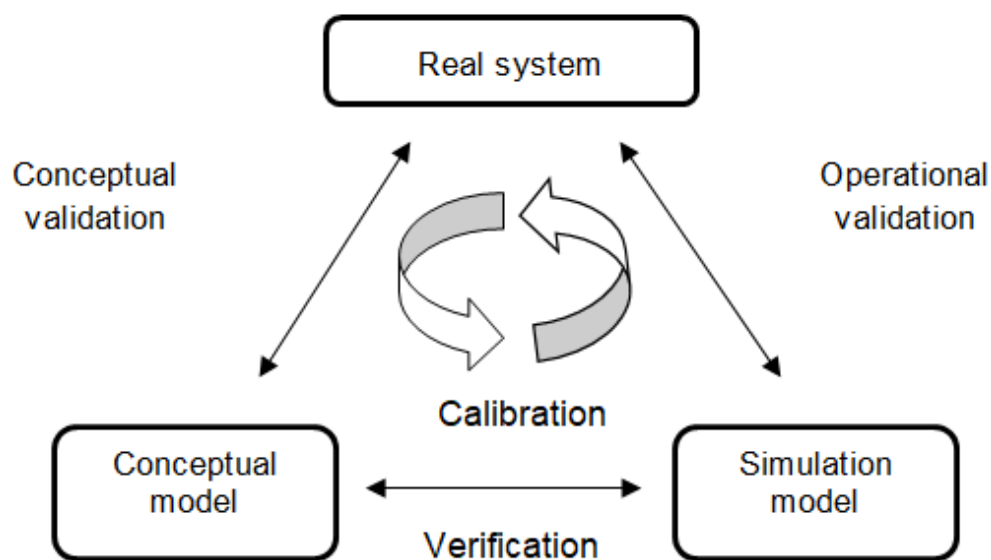 Real system
Conceptual
validation
Operational
validation
Calibration
Conceptual
model
Simulation
model
Verification